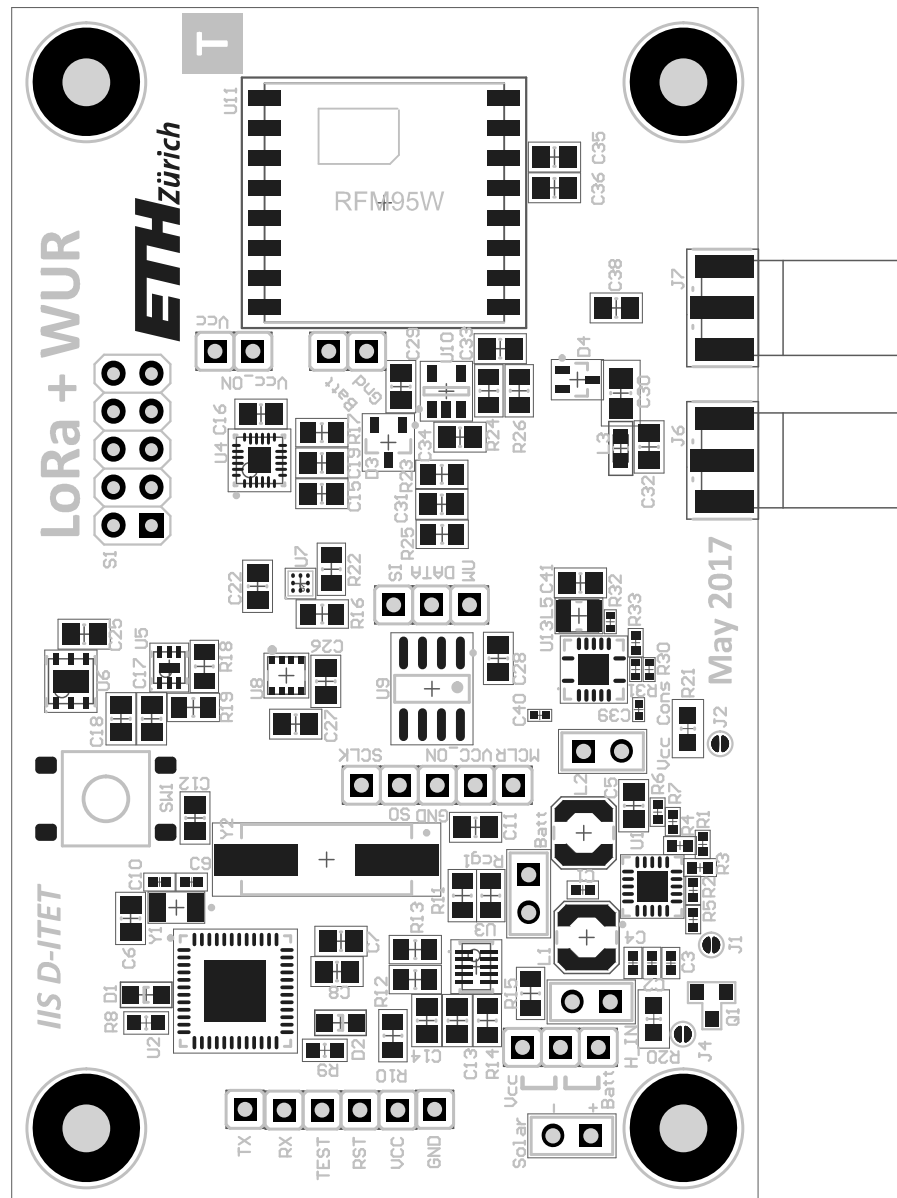 T
U11
ETH zürich
RFM95W
C35
C36
LoRa + WUR
Vcc
Vcc_ON
Batt
Gnd
C29
U10
C33
C38
J7
D4
C30
J6
C16
U4
R17
C19
C15
D3
C34
R24
R26
R23
C31
R25
L3
C32
S1
C22
U7
R22
R16
SI
DATA
UM
C41
L5
U13
R32
R33
R30
R31
C39
C40
May 2017
C25
U5
U6
C17
R18
R19
C18
U8
C26
C27
U9
C28
R21
J2
Vcc Cons
L2
SCLK
SO
GND
VCC_ON
MCLR
SW1
C12
Y2
C11
Batt
C5
R6
R7
R4
R1
U1
R3
R2
R5
C10
C9
C6
Y1
IIS D-ITET
R13
R11
Rcg1
U3
L1
C4
C3
J1
D1
R8
U2
C7
C8
R12
C14
C13
R14
R15
D2
R9
R10
H_IN
R20
J4
Q1
Vcc
Batt
Solar
-
+
TX
RX
TEST
RST
VCC
GND